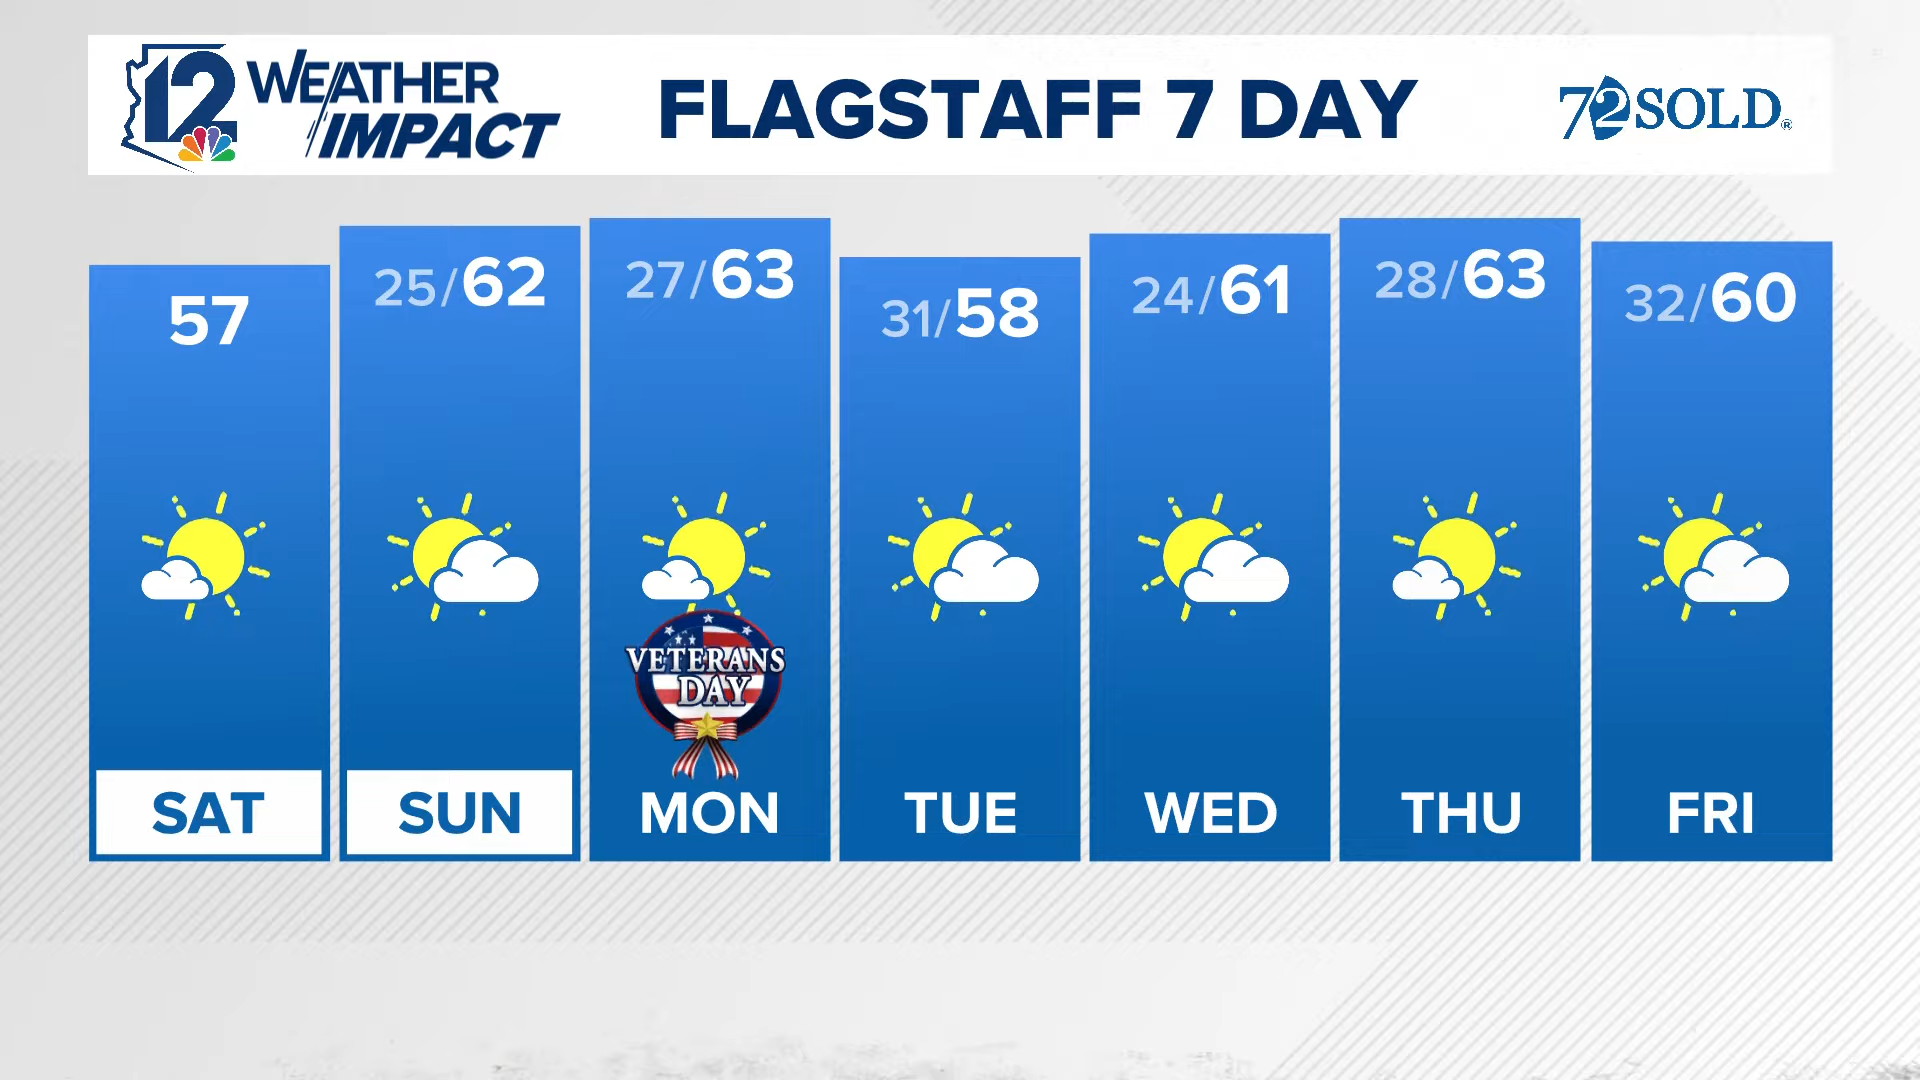 12 WEATHER IMPACT
FLAGSTAFF 7 DAY
72SOLD®
57
25/62
27/63
31/58
24/61
28/63
32/60
VETERANS
DAY
SAT
SUN
MON
TUE
WED
THU
FRI